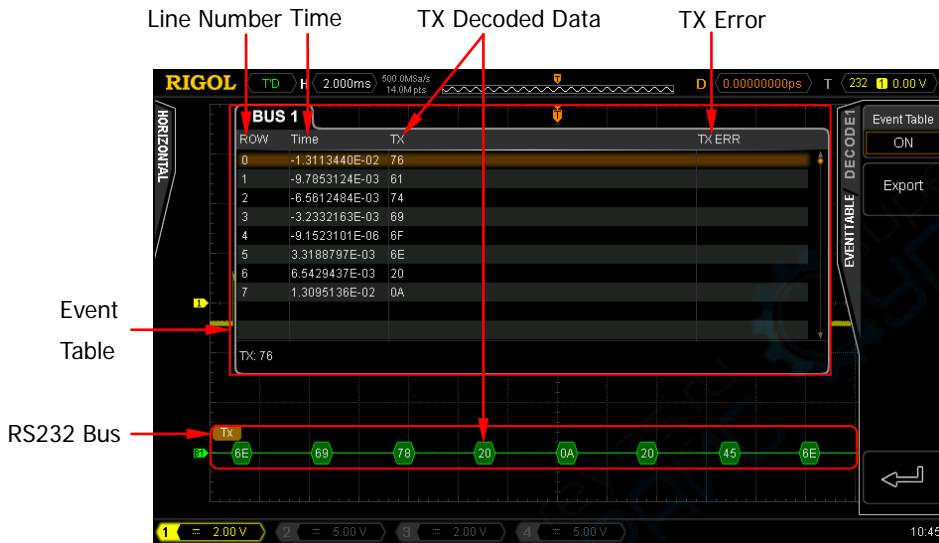 Line Number Time TX Decoded Data TX Error
RIGOL T'D H 2.000ms 500.0MSa/s 14.0M pts D 0.00000000ps T 232 1 0.00 V
HORIZONTAL
BUS 1
ROW Time TX TX ERR
0 -1.3113440E-02 76
1 -9.7853124E-03 61
2 -6.5612484E-03 74
3 -3.2332163E-03 69
4 -9.1523101E-06 6F
5 3.3188797E-03 6E
6 6.5429437E-03 20
7 1.3095136E-02 0A
TX: 76
DECODE1
EVENTTABLE
Event Table
ON
Export
Event
Table
1
RS232 Bus
Tx
B1 6E 69 78 20 0A 20 45 6E
1 = 2.00 V 2 = 5.00 V 3 = 2.00 V 4 = 5.00 V 10:45